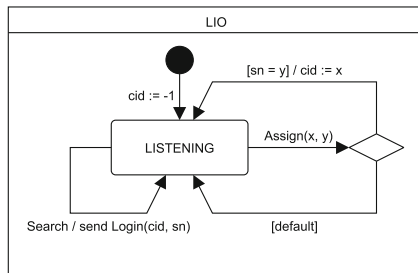 LIO
[sn = y] / cid := x
cid := -1
Assign(x, y)
LISTENING
Search / send Login(cid, sn)
[default]